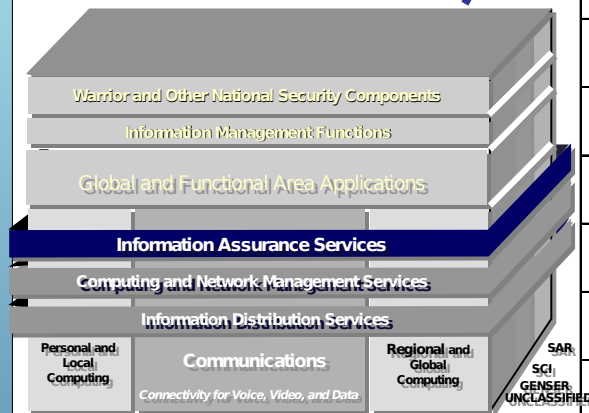 Warrior and Other National Security Components
Information Management Functions
Global and Functional Area Applications
Information Assurance Services
Computing and Network Management Services
Information Distribution Services
Personal and
Local
Computing
Communications
Connectivity for Voice, Video, and Data
Regional and
Global
Computing
SAR
SCI
GENSER
UNCLASSIFIED